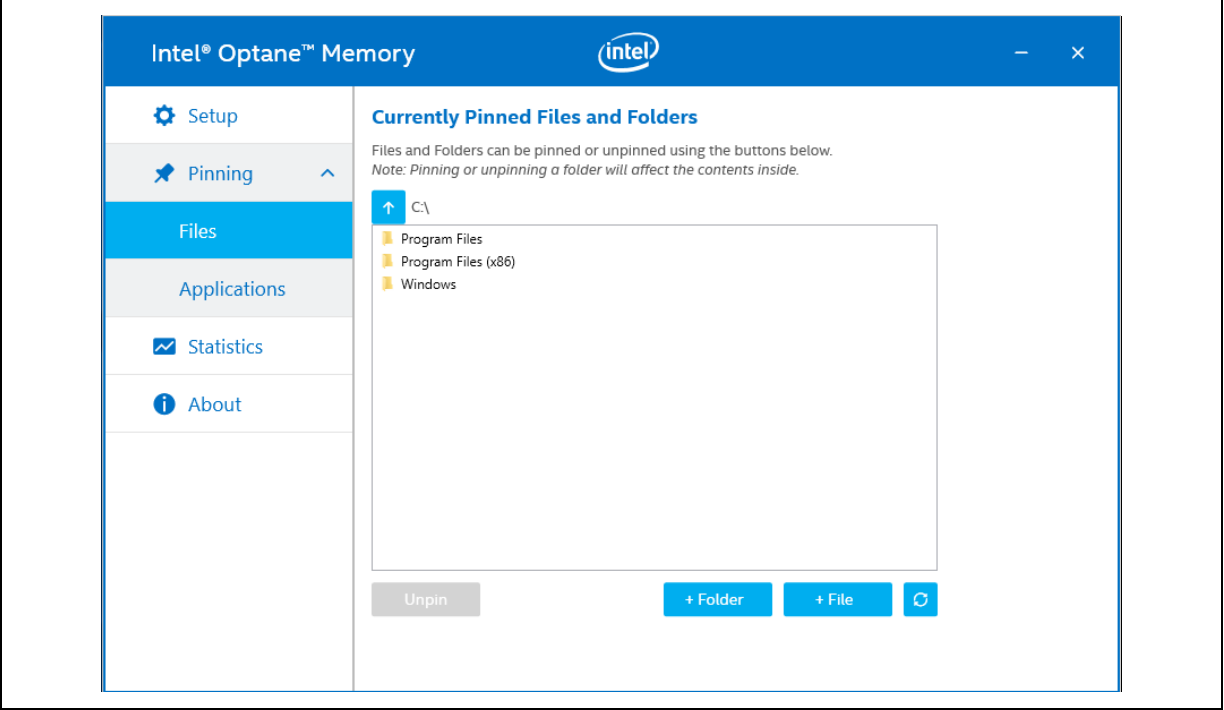 Intel® Optane™ Memory
intel
Setup
Pinning
Files
Applications
Statistics
About
Currently Pinned Files and Folders
Files and Folders can be pinned or unpinned using the buttons below.
Note: Pinning or unpinning a folder will affect the contents inside.
C:\
Program Files
Program Files (x86)
Windows
Unpin
+ Folder
+ File